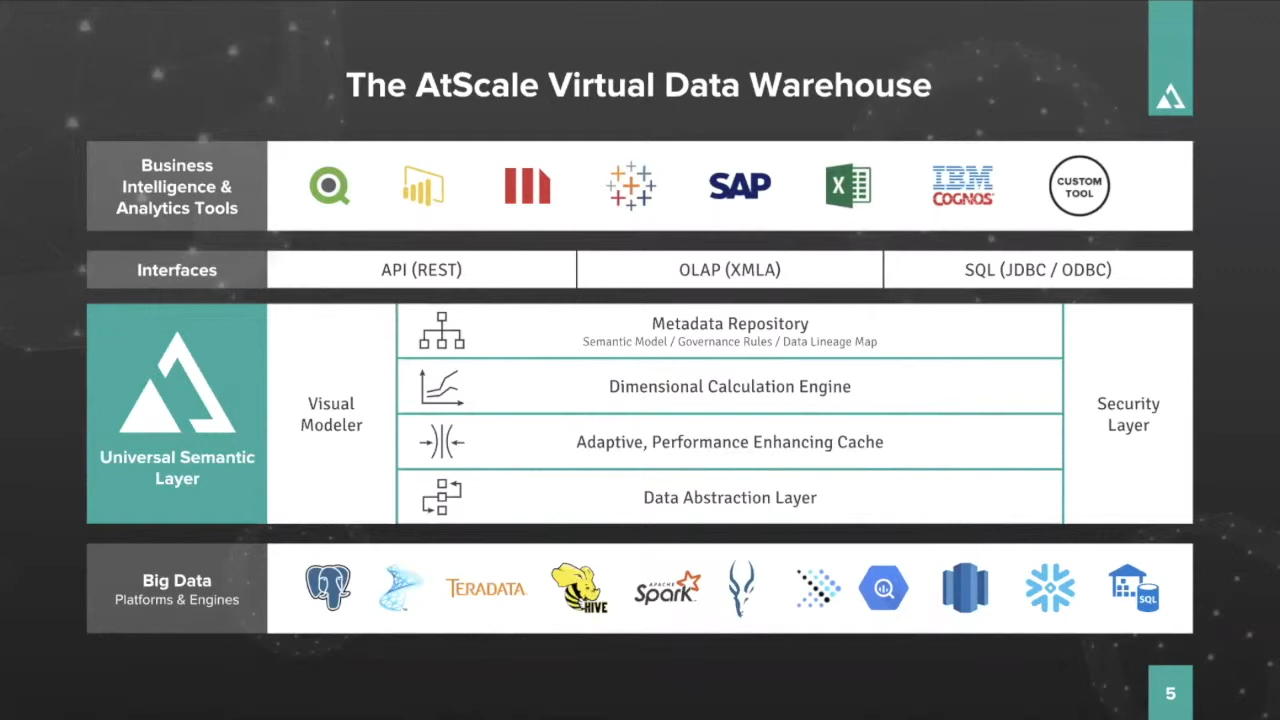 The AtScale Virtual Data Warehouse
Business
Intelligence &
Analytics Tools
SAP
X
IBM
COGNOS
CUSTOM
TOOL
Interfaces
API (REST)
OLAP (XMLA)
SQL (JDBC / ODBC)
Universal Semantic
Layer
Visual
Modeler
Metadata Repository
Semantic Model / Governance Rules / Data Lineage Map
Dimensional Calculation Engine
Adaptive, Performance Enhancing Cache
Data Abstraction Layer
Security
Layer
Big Data
Platforms & Engines
TERADATA
HIVE
APACHE
Spark
SQL
5